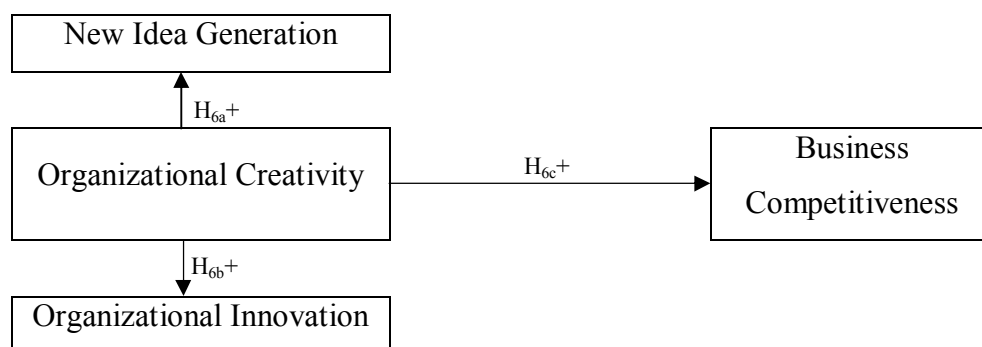 New Idea Generation
H6a+
Organizational Creativity
H6c+
Business
Competitiveness
H6b+
Organizational Innovation